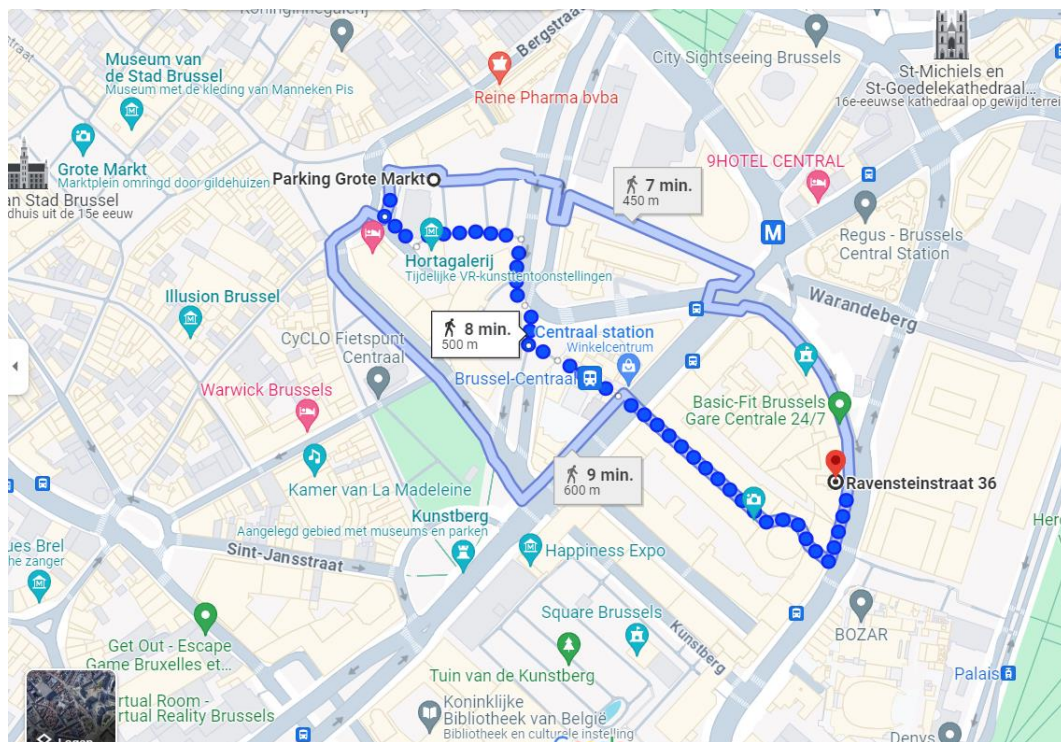 Koninginnegalerij
Museum van
de Stad Brussel
Museum met de kleding van Manneken Pis
Bergstraat
Reine Pharma bvba
City Sightseeing Brussels
St-Michiels en
St-Goedelekathedraal...
16e-eeuwse kathedraal op gewijd terrei
Grote Markt
Marktplein omringd door gildehuizen
an Stad Brussel
dhuis uit de 15e eeuw
Parking Grote Markt
7 min.
450 m
9HOTEL CENTRAL
M
Regus - Brussels
Central Station
Hortagalerij
Tijdelijke VR-kunsttentoonstellingen
Illusion Brussel
Warandeberg
CyCLO Fietspunt
Centraal
8 min.
500 m
Centraal station
Winkelcentrum
Brussel-Centraal
Warwick Brussels
Basic-Fit Brussels
Gare Centrale 24/7
9 min.
600 m
Ravensteinstraat 36
Kamer van La Madeleine
Kunstberg
Aangelegd gebied met museums en parken
Her
ues Brel
he zanger
Sint-Jansstraat
Happiness Expo
Square Brussels
Kunstberg
BOZAR
Get Out - Escape
Game Bruxelles et...
Tuin van de Kunstberg
Palais
irtual Room -
irtual Reality Brussels
Koninklijke
Bibliotheek van België
Bibliotheek en culturele instelling
Denys
Lagen